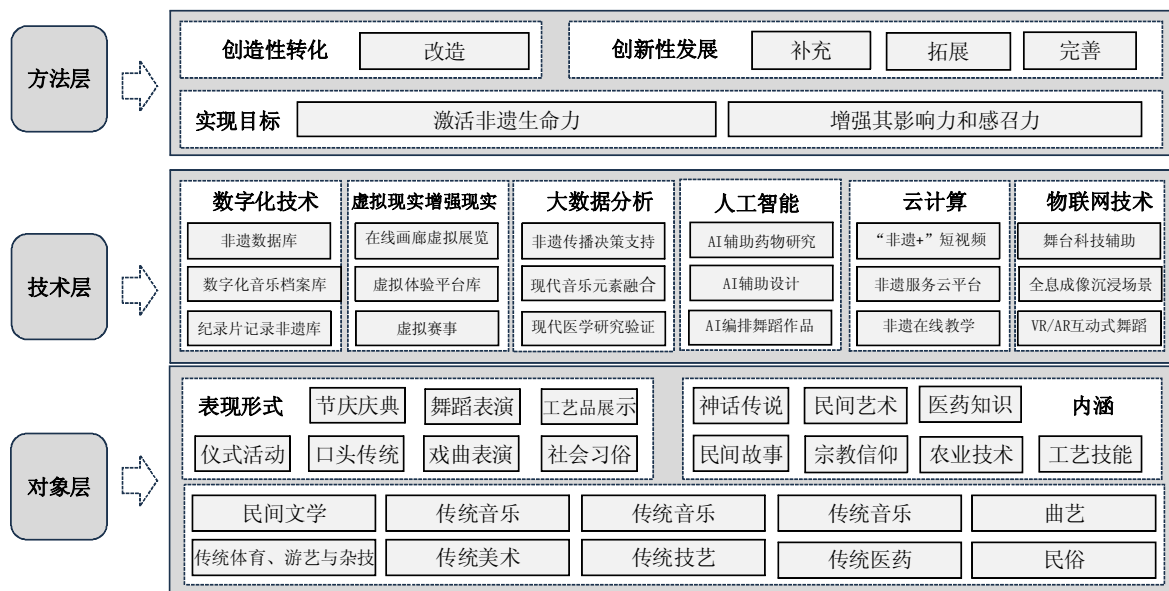 方法层
创造性转化
改造
创新性发展
补充
拓展
完善
实现目标
激活非遗生命力
增强其影响力和感召力
技术层
数字化技术
非遗数据库
数字化音乐档案库
纪录片记录非遗库
虚拟现实增强现实
在线画廊虚拟展览
虚拟体验平台库
虚拟赛事
大数据分析
非遗传播决策支持
现代音乐元素融合
现代医学研究验证
人工智能
AI辅助药物研究
AI辅助设计
AI编排舞蹈作品
云计算
“非遗+”短视频
非遗服务云平台
非遗在线教学
物联网技术
舞台科技辅助
全息成像沉浸场景
VR/AR互动式舞蹈
对象层
表现形式
节庆庆典
舞蹈表演
工艺品展示
仪式活动
口头传统
戏曲表演
社会习俗
神话传说
民间艺术
医药知识
内涵
民间故事
宗教信仰
农业技术
工艺技能
民间文学
传统音乐
传统音乐
传统音乐
曲艺
传统体育、游艺与杂技
传统美术
传统技艺
传统医药
民俗